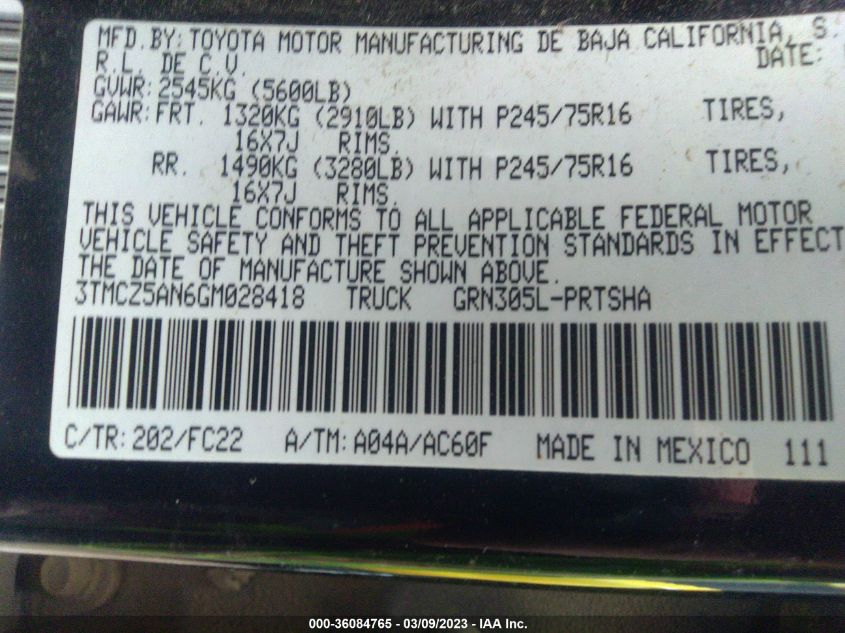 MFD. BY: TOYOTA MOTOR MANUFACTURING DE BAJA CALIFORNIA, S.
R.L. DE C.V. DATE:
GVWR: 2545KG (5600LB)
GAWR: FRT. 1320KG (2910LB) WITH P245/75R16 TIRES,
16X7J RIMS.
RR. 1490KG (3280LB) WITH P245/75R16 TIRES,
16X7J RIMS.
THIS VEHICLE CONFORMS TO ALL APPLICABLE FEDERAL MOTOR
VEHICLE SAFETY AND THEFT PREVENTION STANDARDS IN EFFECT
THE DATE OF MANUFACTURE SHOWN ABOVE.
3TMCZ5AN6GM028418 TRUCK GRN305L-PRTSHA
C/TR: 202/FC22 A/TM: A04A/AC60F MADE IN MEXICO 111
000-36084765 - 03/09/2023 - IAA Inc.